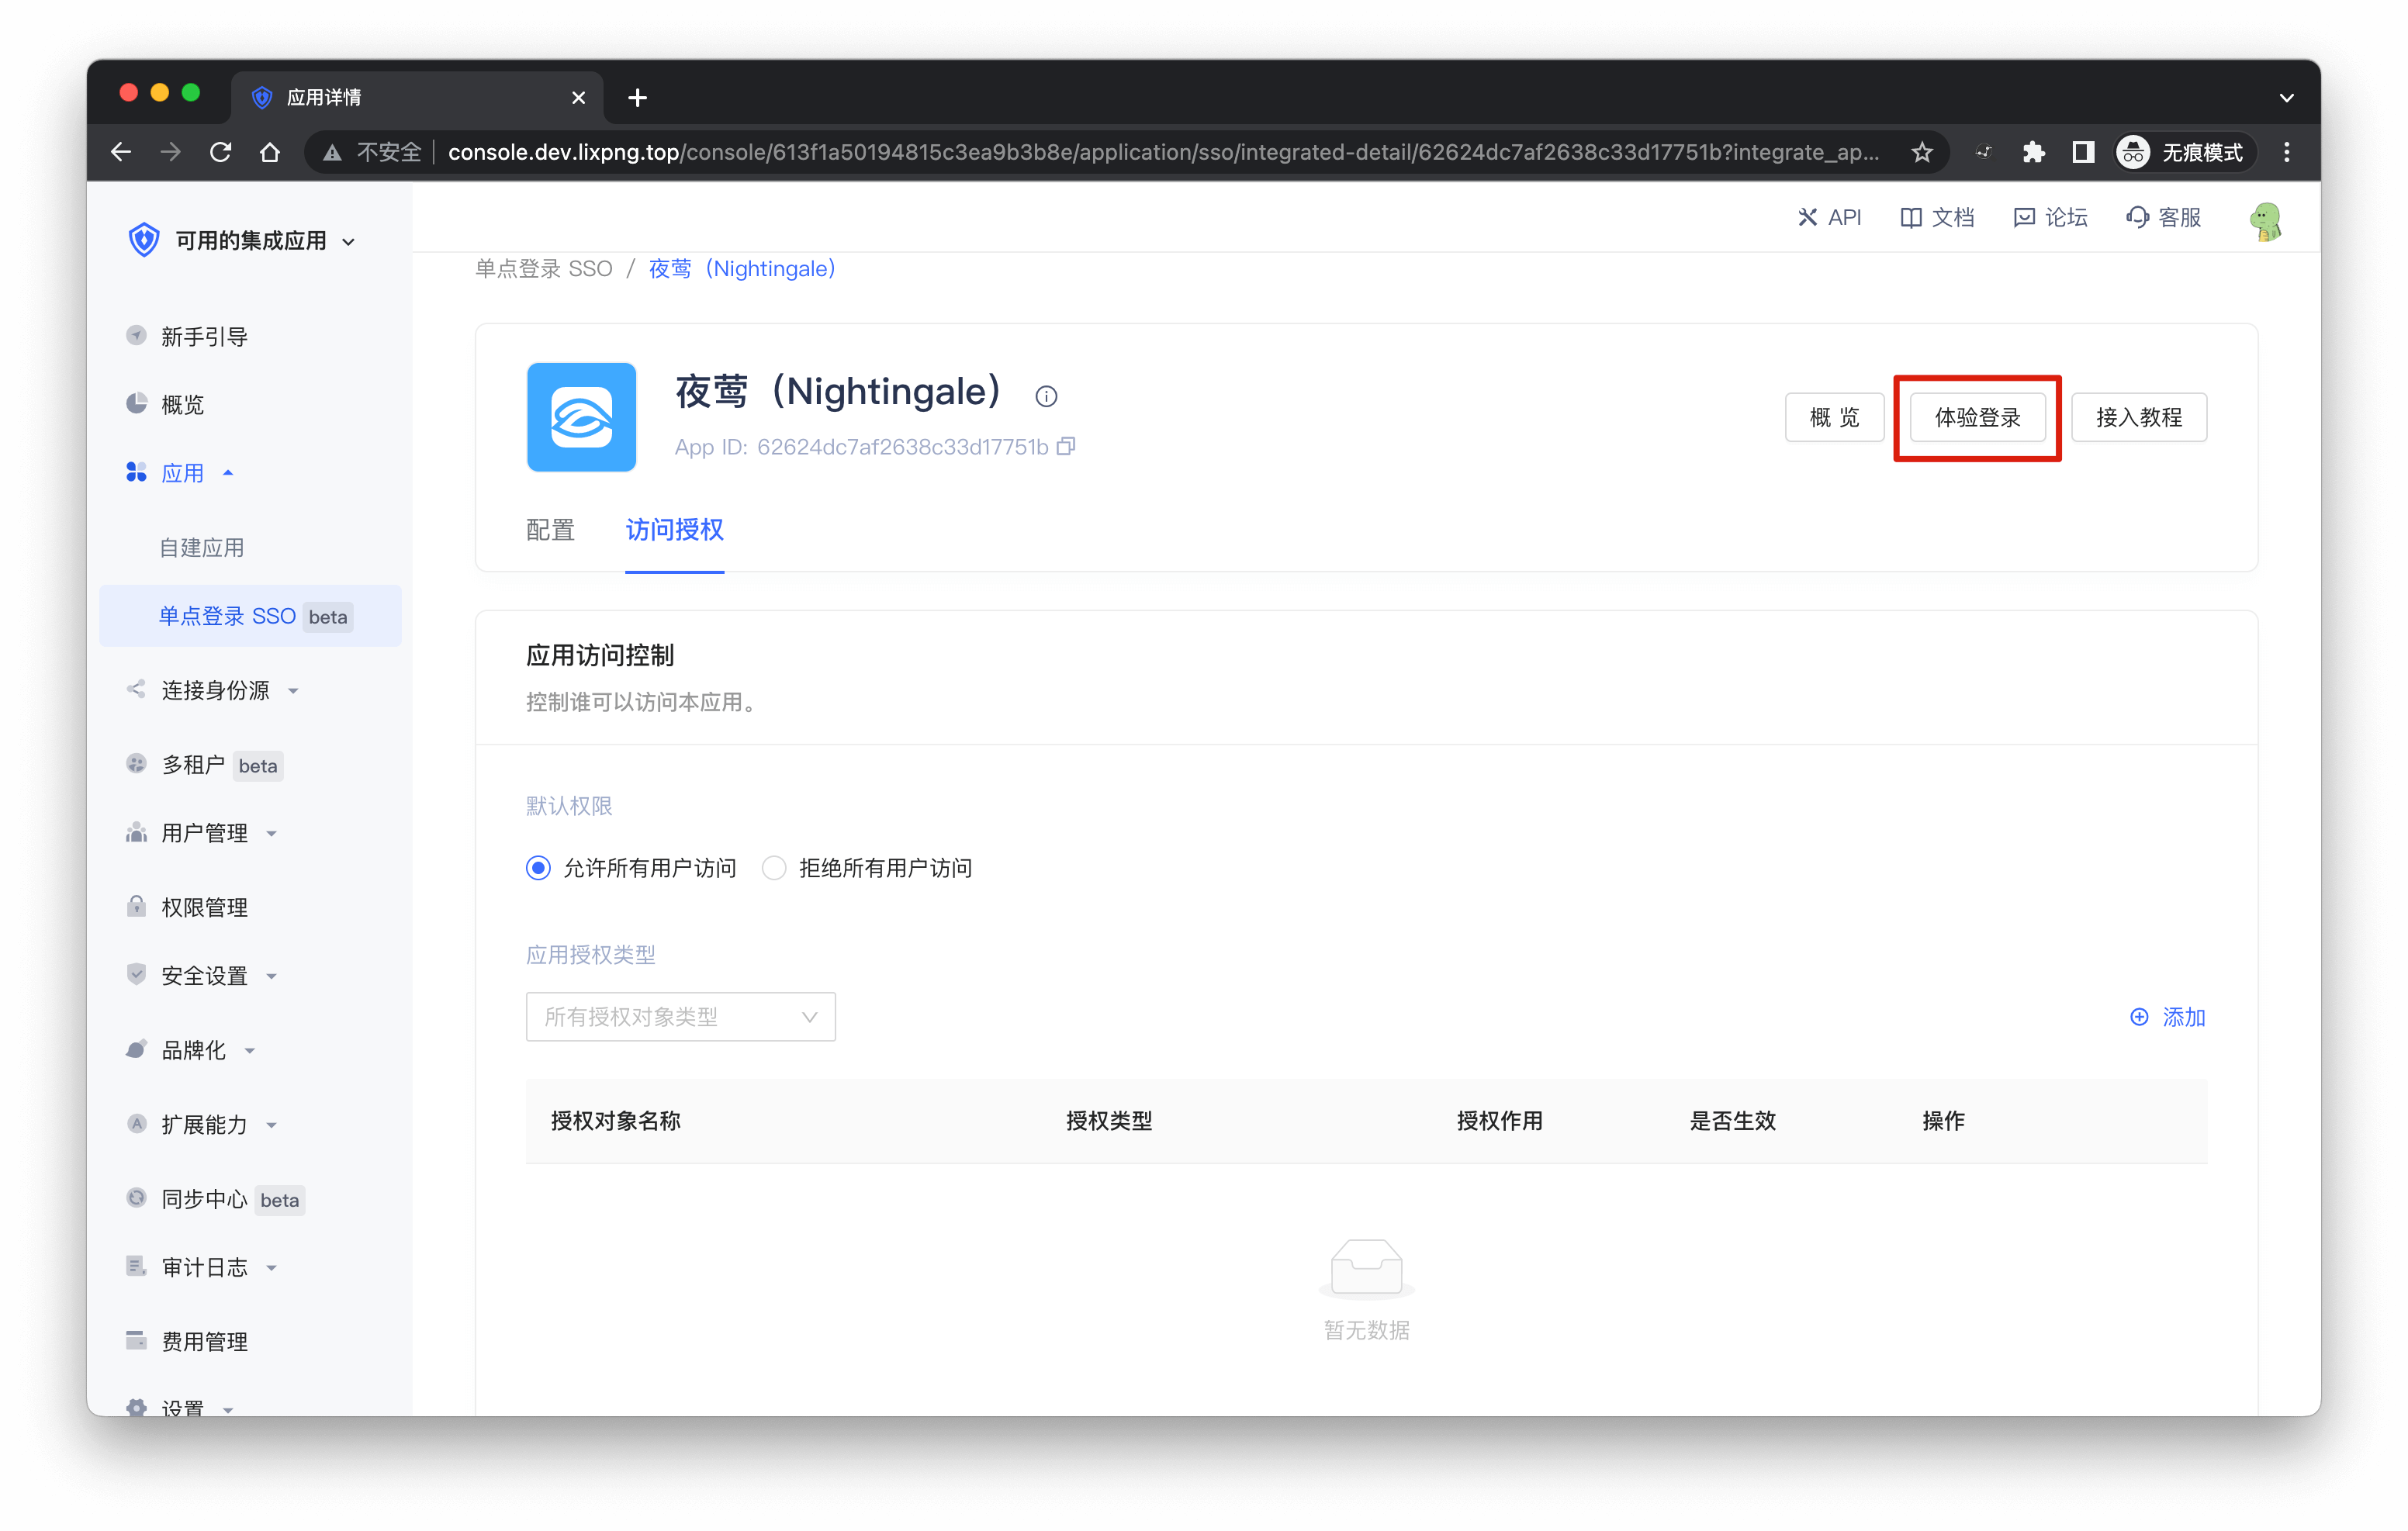 应用详情
不安全
console.dev.lixpng.top/console/613f1a50194815c3ea9b3b8e/application/sso/integrated-detail/62624dc7af2638c33d17751b?integrate_ap...
无痕模式
可用的集成应用
API
文档
论坛
客服
单点登录 SSO / 夜莺（Nightingale）
新手引导
概览
应用
自建应用
单点登录 SSO beta
连接身份源
多租户 beta
用户管理
权限管理
安全设置
品牌化
扩展能力
同步中心 beta
审计日志
费用管理
设置
夜莺（Nightingale）
App ID: 62624dc7af2638c33d17751b
概 览
体验登录
接入教程
配置
访问授权
应用访问控制
控制谁可以访问本应用。
默认权限
允许所有用户访问
拒绝所有用户访问
应用授权类型
所有授权对象类型
添加
授权对象名称
授权类型
授权作用
是否生效
操作
暂无数据